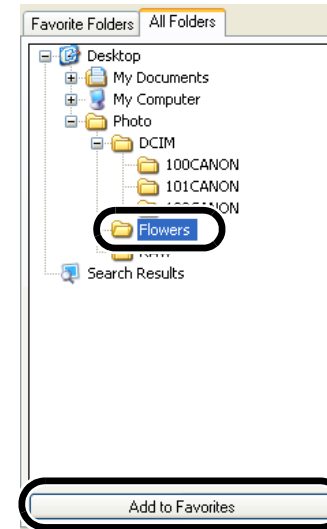 Favorite Folders All Folders
Desktop
My Documents
My Computer
Photo
DCIM
100CANON
101CANON
Flowers
Search Results
Add to Favorites